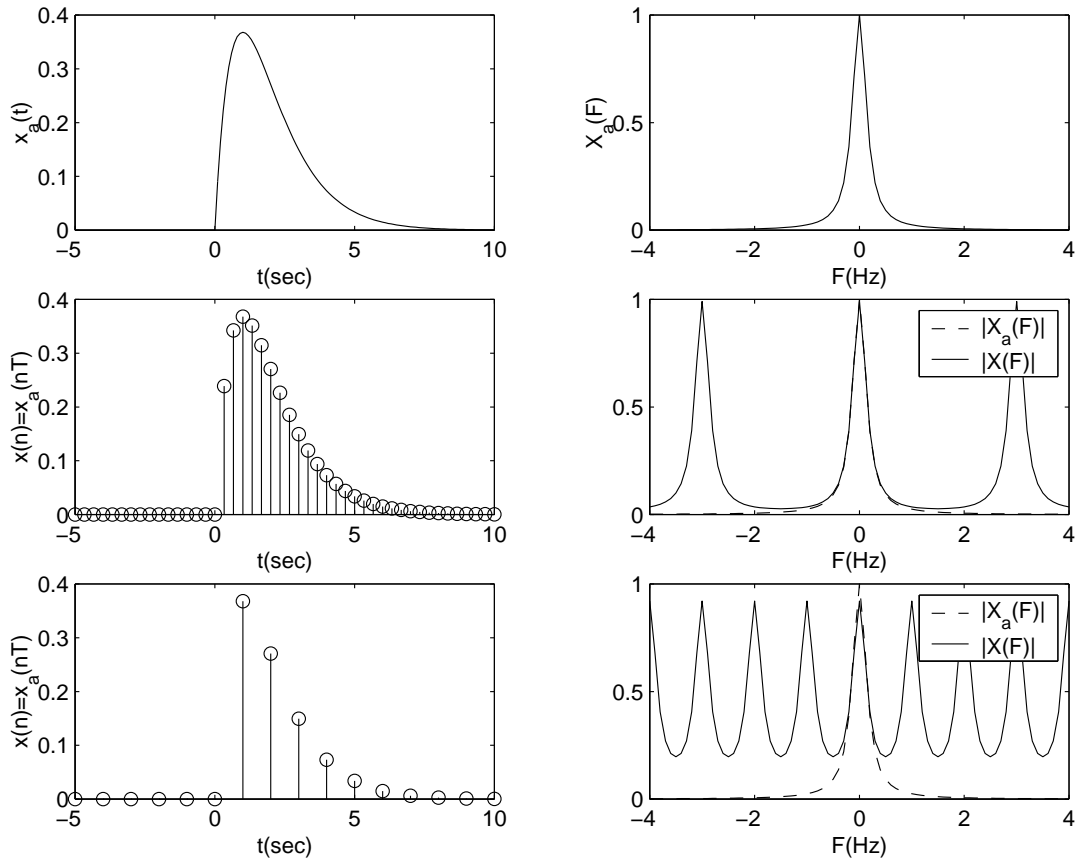 0.4
0.3
0.2
0.1
0
x_a(t)
−5 0 5 10
t(sec)
1
0.5
0
X_a(F)
−4 −2 0 2 4
F(Hz)
0.4
0.3
0.2
0.1
0
x(n)=x_a(nT)
−5 0 5 10
t(sec)
1
0.5
0
|X_a(F)|
|X(F)|
−4 −2 0 2 4
F(Hz)
0.4
0.3
0.2
0.1
0
x(n)=x_a(nT)
−5 0 5 10
t(sec)
1
0.5
0
|X_a(F)|
|X(F)|
−4 −2 0 2 4
F(Hz)